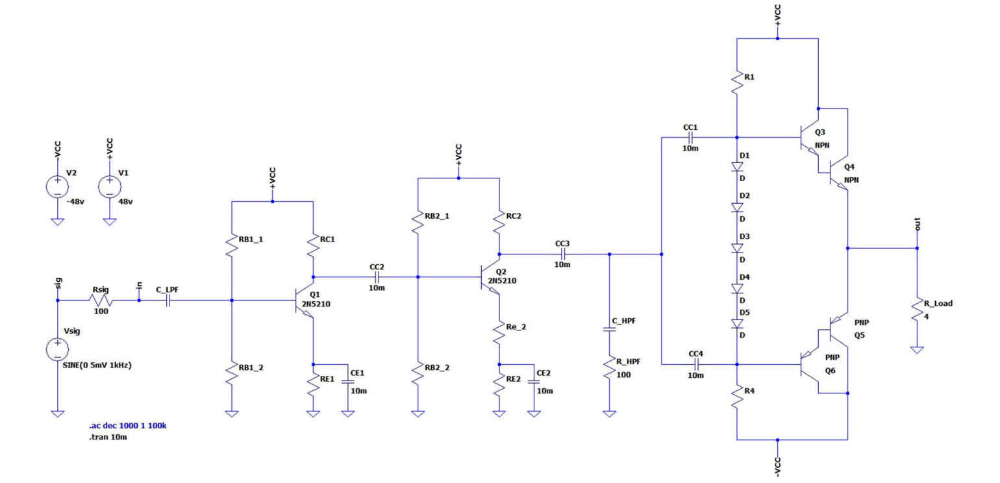 +VCC
R1
Q3
NPN
CC1
10m
D1
D
Q4
NPN
-VCC
+VCC
V2
-48v
V1
48v
+VCC
+VCC
D2
D
RB2_1
RC2
out
RB1_1
RC1
D3
D
CC3
10m
CC2
10m
Q2
2N5210
D4
D
sig
Rsig
100
in
C_LPF
Q1
2N5210
R_Load
4
D5
D
PNP
Q5
Vsig
SINE(0 5mV 1kHz)
Re_2
C_HPF
CC4
10m
PNP
Q6
RB1_2
RE1
CE1
10m
RB2_2
RE2
CE2
10m
R_HPF
100
R4
.ac dec 1000 1 100k
.tran 10m
-VCC